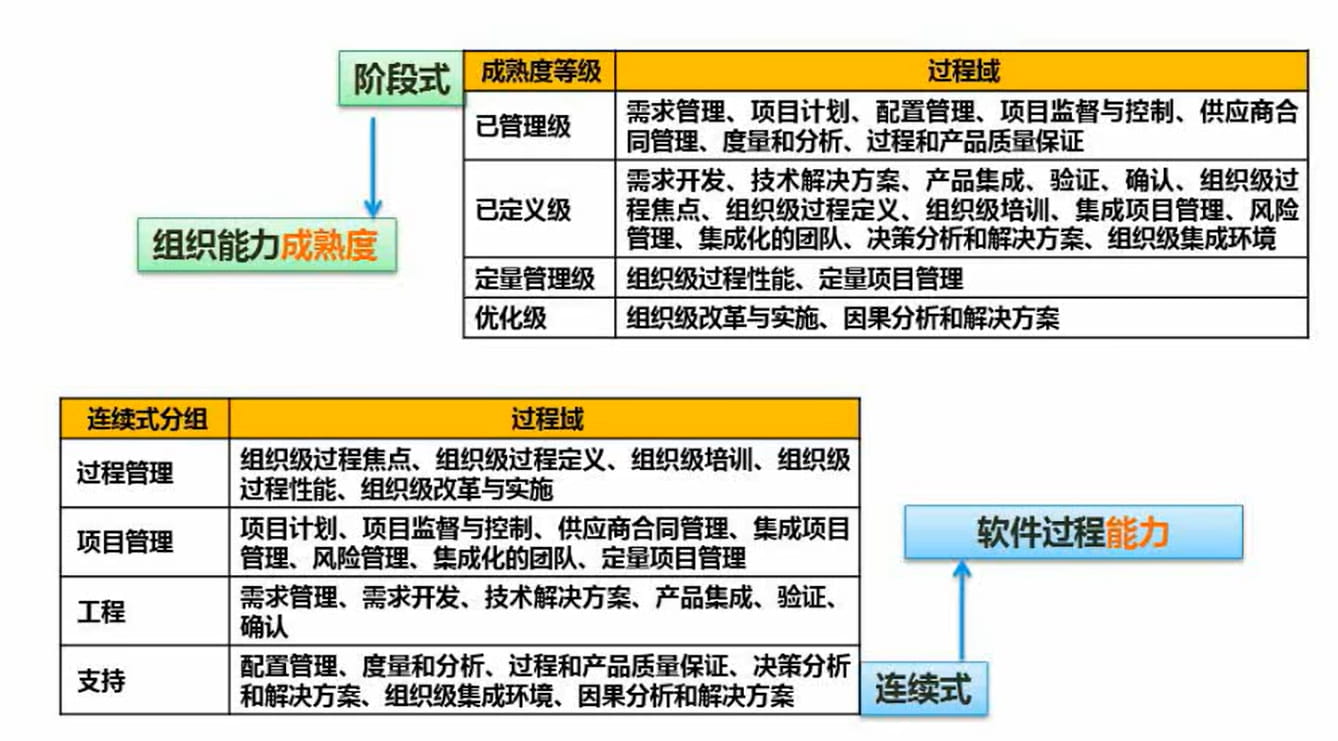 阶段式
组织能力成熟度
成熟度等级 过程域
已管理级 需求管理、项目计划、配置管理、项目监督与控制、供应商合
同管理、度量和分析、过程和产品质量保证
已定义级 需求开发、技术解决方案、产品集成、验证、确认、组织级过
程焦点、组织级过程定义、组织级培训、集成项目管理、风险
管理、集成化的团队、决策分析和解决方案、组织级集成环境
定量管理级 组织级过程性能、定量项目管理
优化级 组织级改革与实施、因果分析和解决方案
连续式分组 过程域
过程管理 组织级过程焦点、组织级过程定义、组织级培训、组织级
过程性能、组织级改革与实施
项目管理 项目计划、项目监督与控制、供应商合同管理、集成项目
管理、风险管理、集成化的团队、定量项目管理
工程 需求管理、需求开发、技术解决方案、产品集成、验证、
确认
支持 配置管理、度量和分析、过程和产品质量保证、决策分析
和解决方案、组织级集成环境、因果分析和解决方案
软件过程能力
连续式